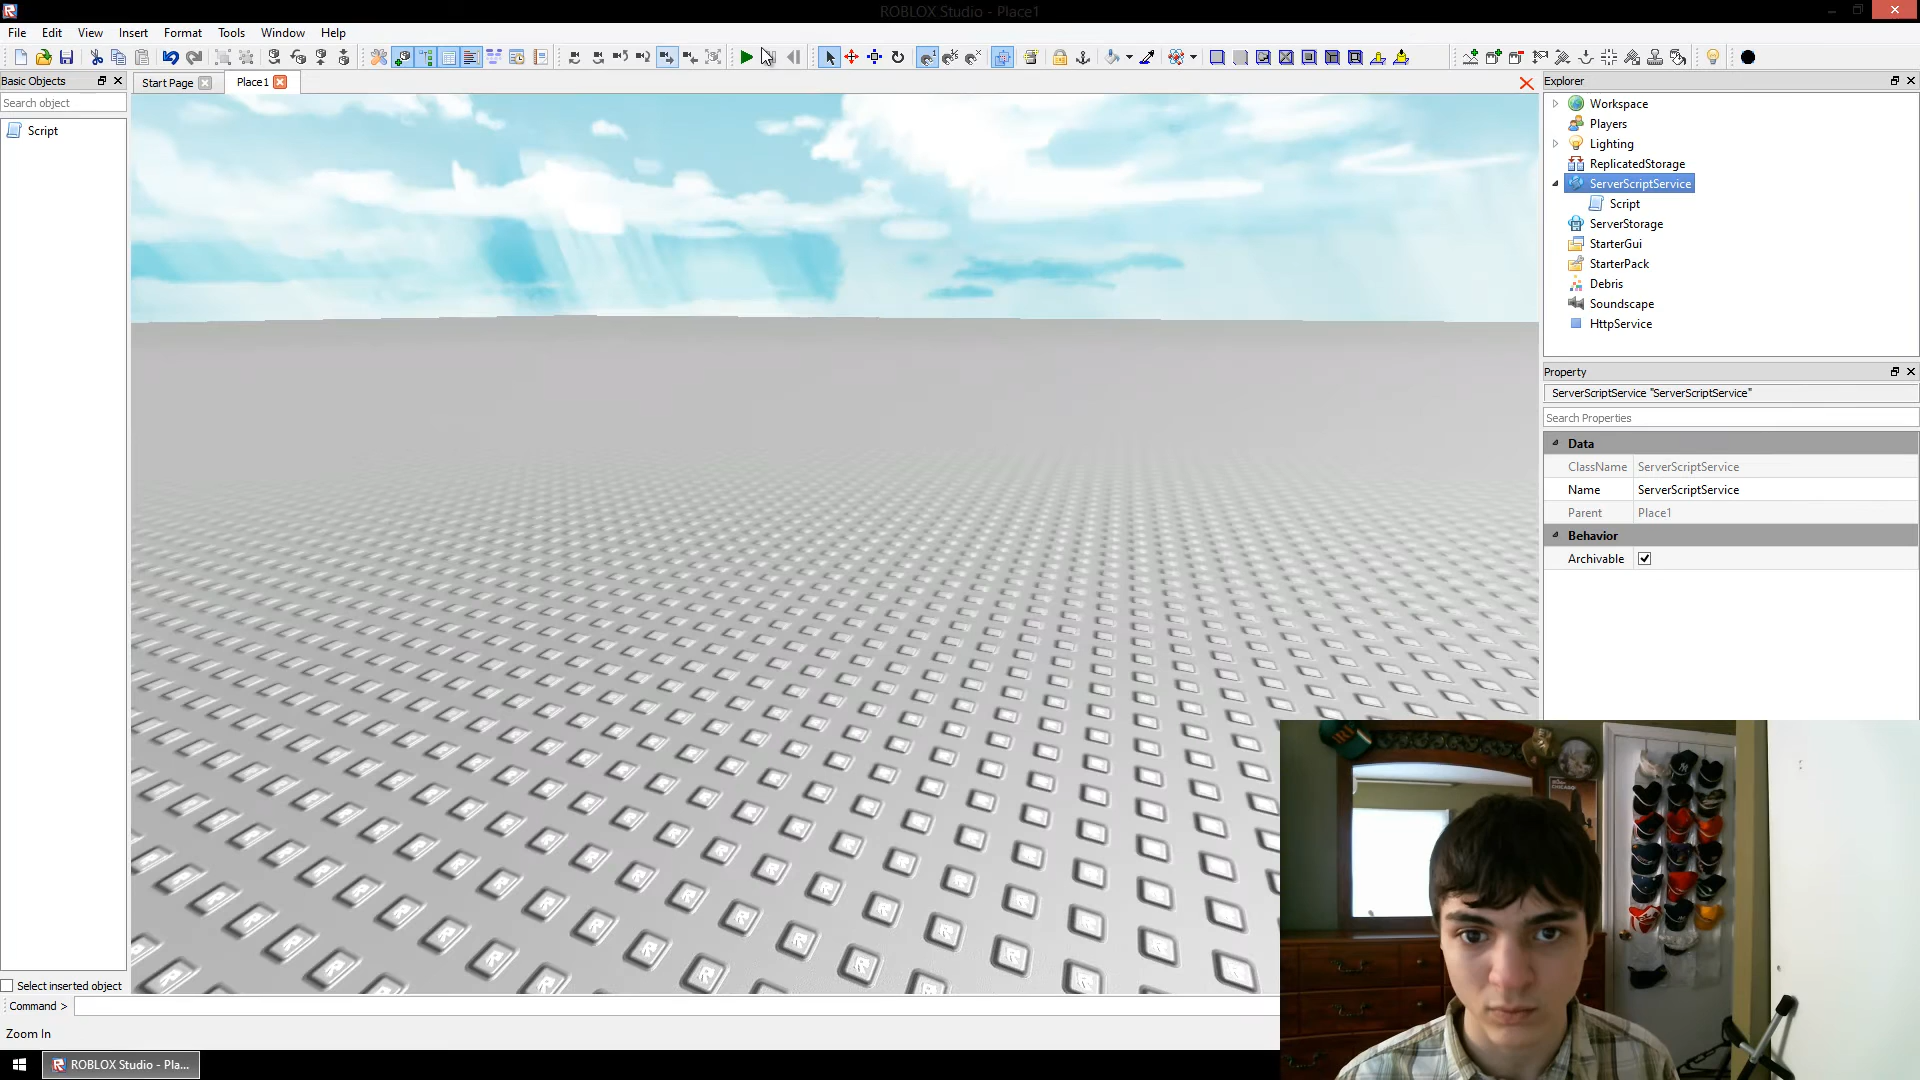 ROBLOX Studio - Place1
File Edit View Insert Format Tools Window Help
Basic Objects
Start Page
Place1
Explorer
Search object
Script
Workspace
Players
Lighting
ReplicatedStorage
ServerScriptService
Script
ServerStorage
StarterGui
StarterPack
Debris
Soundscape
HttpService
Property
ServerScriptService "ServerScriptService"
Search Properties
Data
ClassName ServerScriptService
Name ServerScriptService
Parent Place1
Behavior
Archivable
Select inserted object
Command >
Zoom In
ROBLOX Studio - Pla...